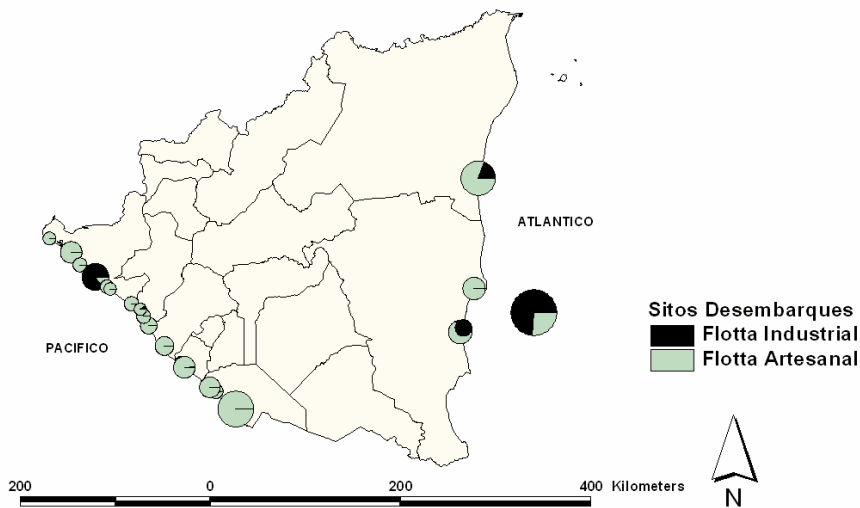 ATLANTICO
Sitos Desembarques
Flotta Industrial
PACIFICO
Flotta Artesanal
200 0 200 400 Kilometers
N